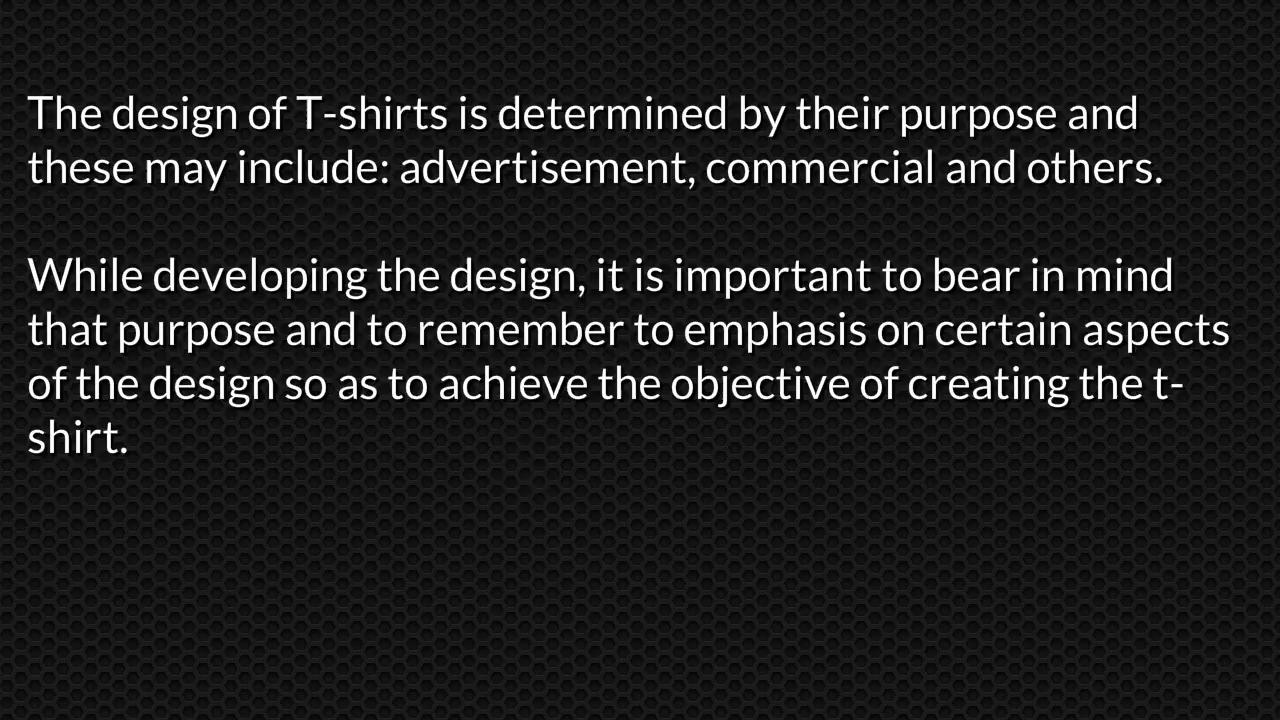 The design of T-shirts is determined by their purpose and
these may include: advertisement, commercial and others.
While developing the design, it is important to bear in mind
that purpose and to remember to emphasis on certain aspects
of the design so as to achieve the objective of creating the t-
shirt.